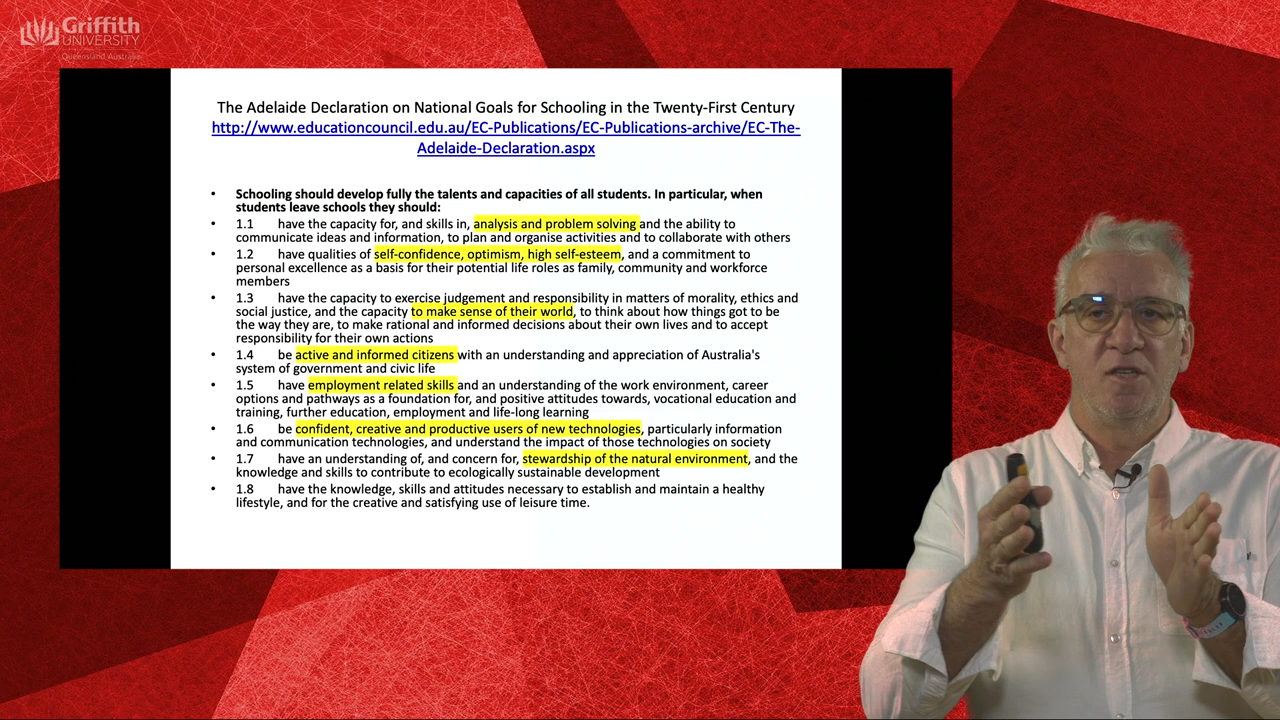 Griffith
UNIVERSITY
Queensland Australia
The Adelaide Declaration on National Goals for Schooling in the Twenty-First Century
http://www.educationcouncil.edu.au/EC-Publications/EC-Publications-archive/EC-The-
Adelaide-Declaration.aspx
• Schooling should develop fully the talents and capacities of all students. In particular, when
students leave schools they should:
• 1.1 have the capacity for, and skills in, analysis and problem solving and the ability to
communicate ideas and information, to plan and organise activities and to collaborate with others
• 1.2 have qualities of self-confidence, optimism, high self-esteem, and a commitment to
personal excellence as a basis for their potential life roles as family, community and workforce
members
• 1.3 have the capacity to exercise judgement and responsibility in matters of morality, ethics and
social justice, and the capacity to make sense of their world, to think about how things got to be
the way they are, to make rational and informed decisions about their own lives and to accept
responsibility for their own actions
• 1.4 be active and informed citizens with an understanding and appreciation of Australia's
system of government and civic life
• 1.5 have employment related skills and an understanding of the work environment, career
options and pathways as a foundation for, and positive attitudes towards, vocational education and
training, further education, employment and life-long learning
• 1.6 be confident, creative and productive users of new technologies, particularly information
and communication technologies, and understand the impact of those technologies on society
• 1.7 have an understanding of, and concern for, stewardship of the natural environment, and the
knowledge and skills to contribute to ecologically sustainable development
• 1.8 have the knowledge, skills and attitudes necessary to establish and maintain a healthy
lifestyle, and for the creative and satisfying use of leisure time.